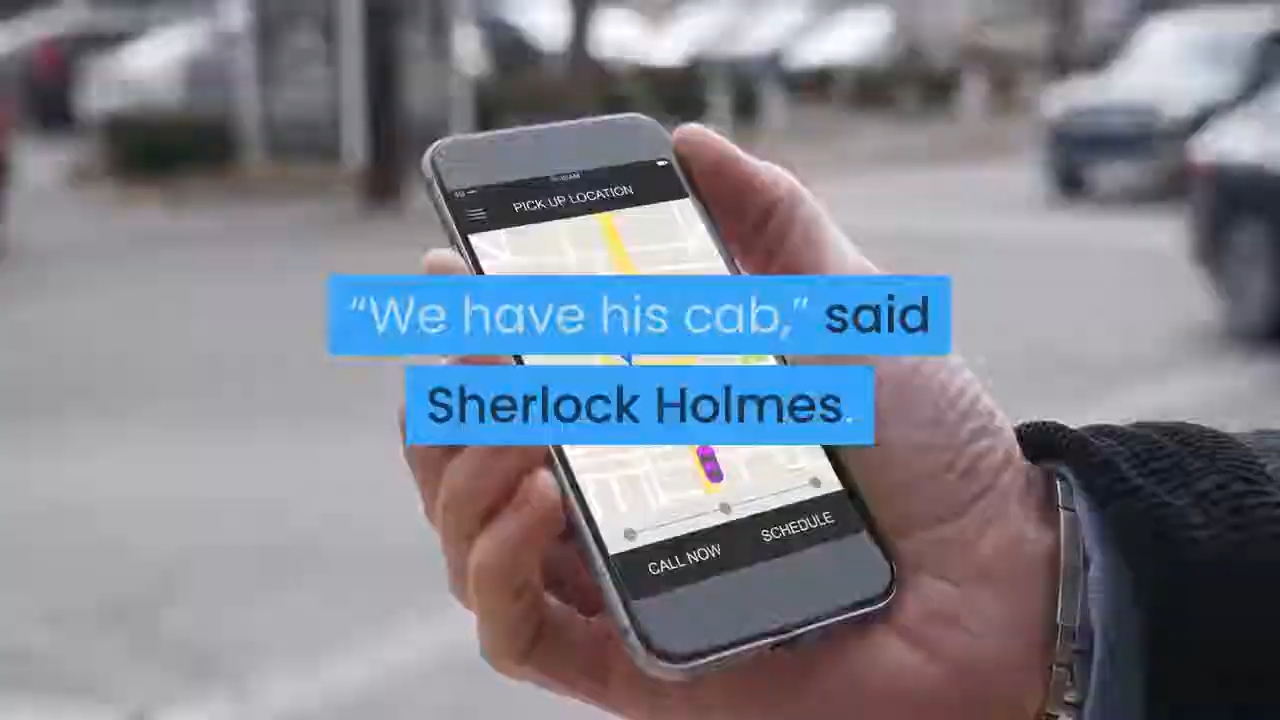 PICK UP LOCATION
“We have his cab,” said
Sherlock Holmes.
CALL NOW
SCHEDULE